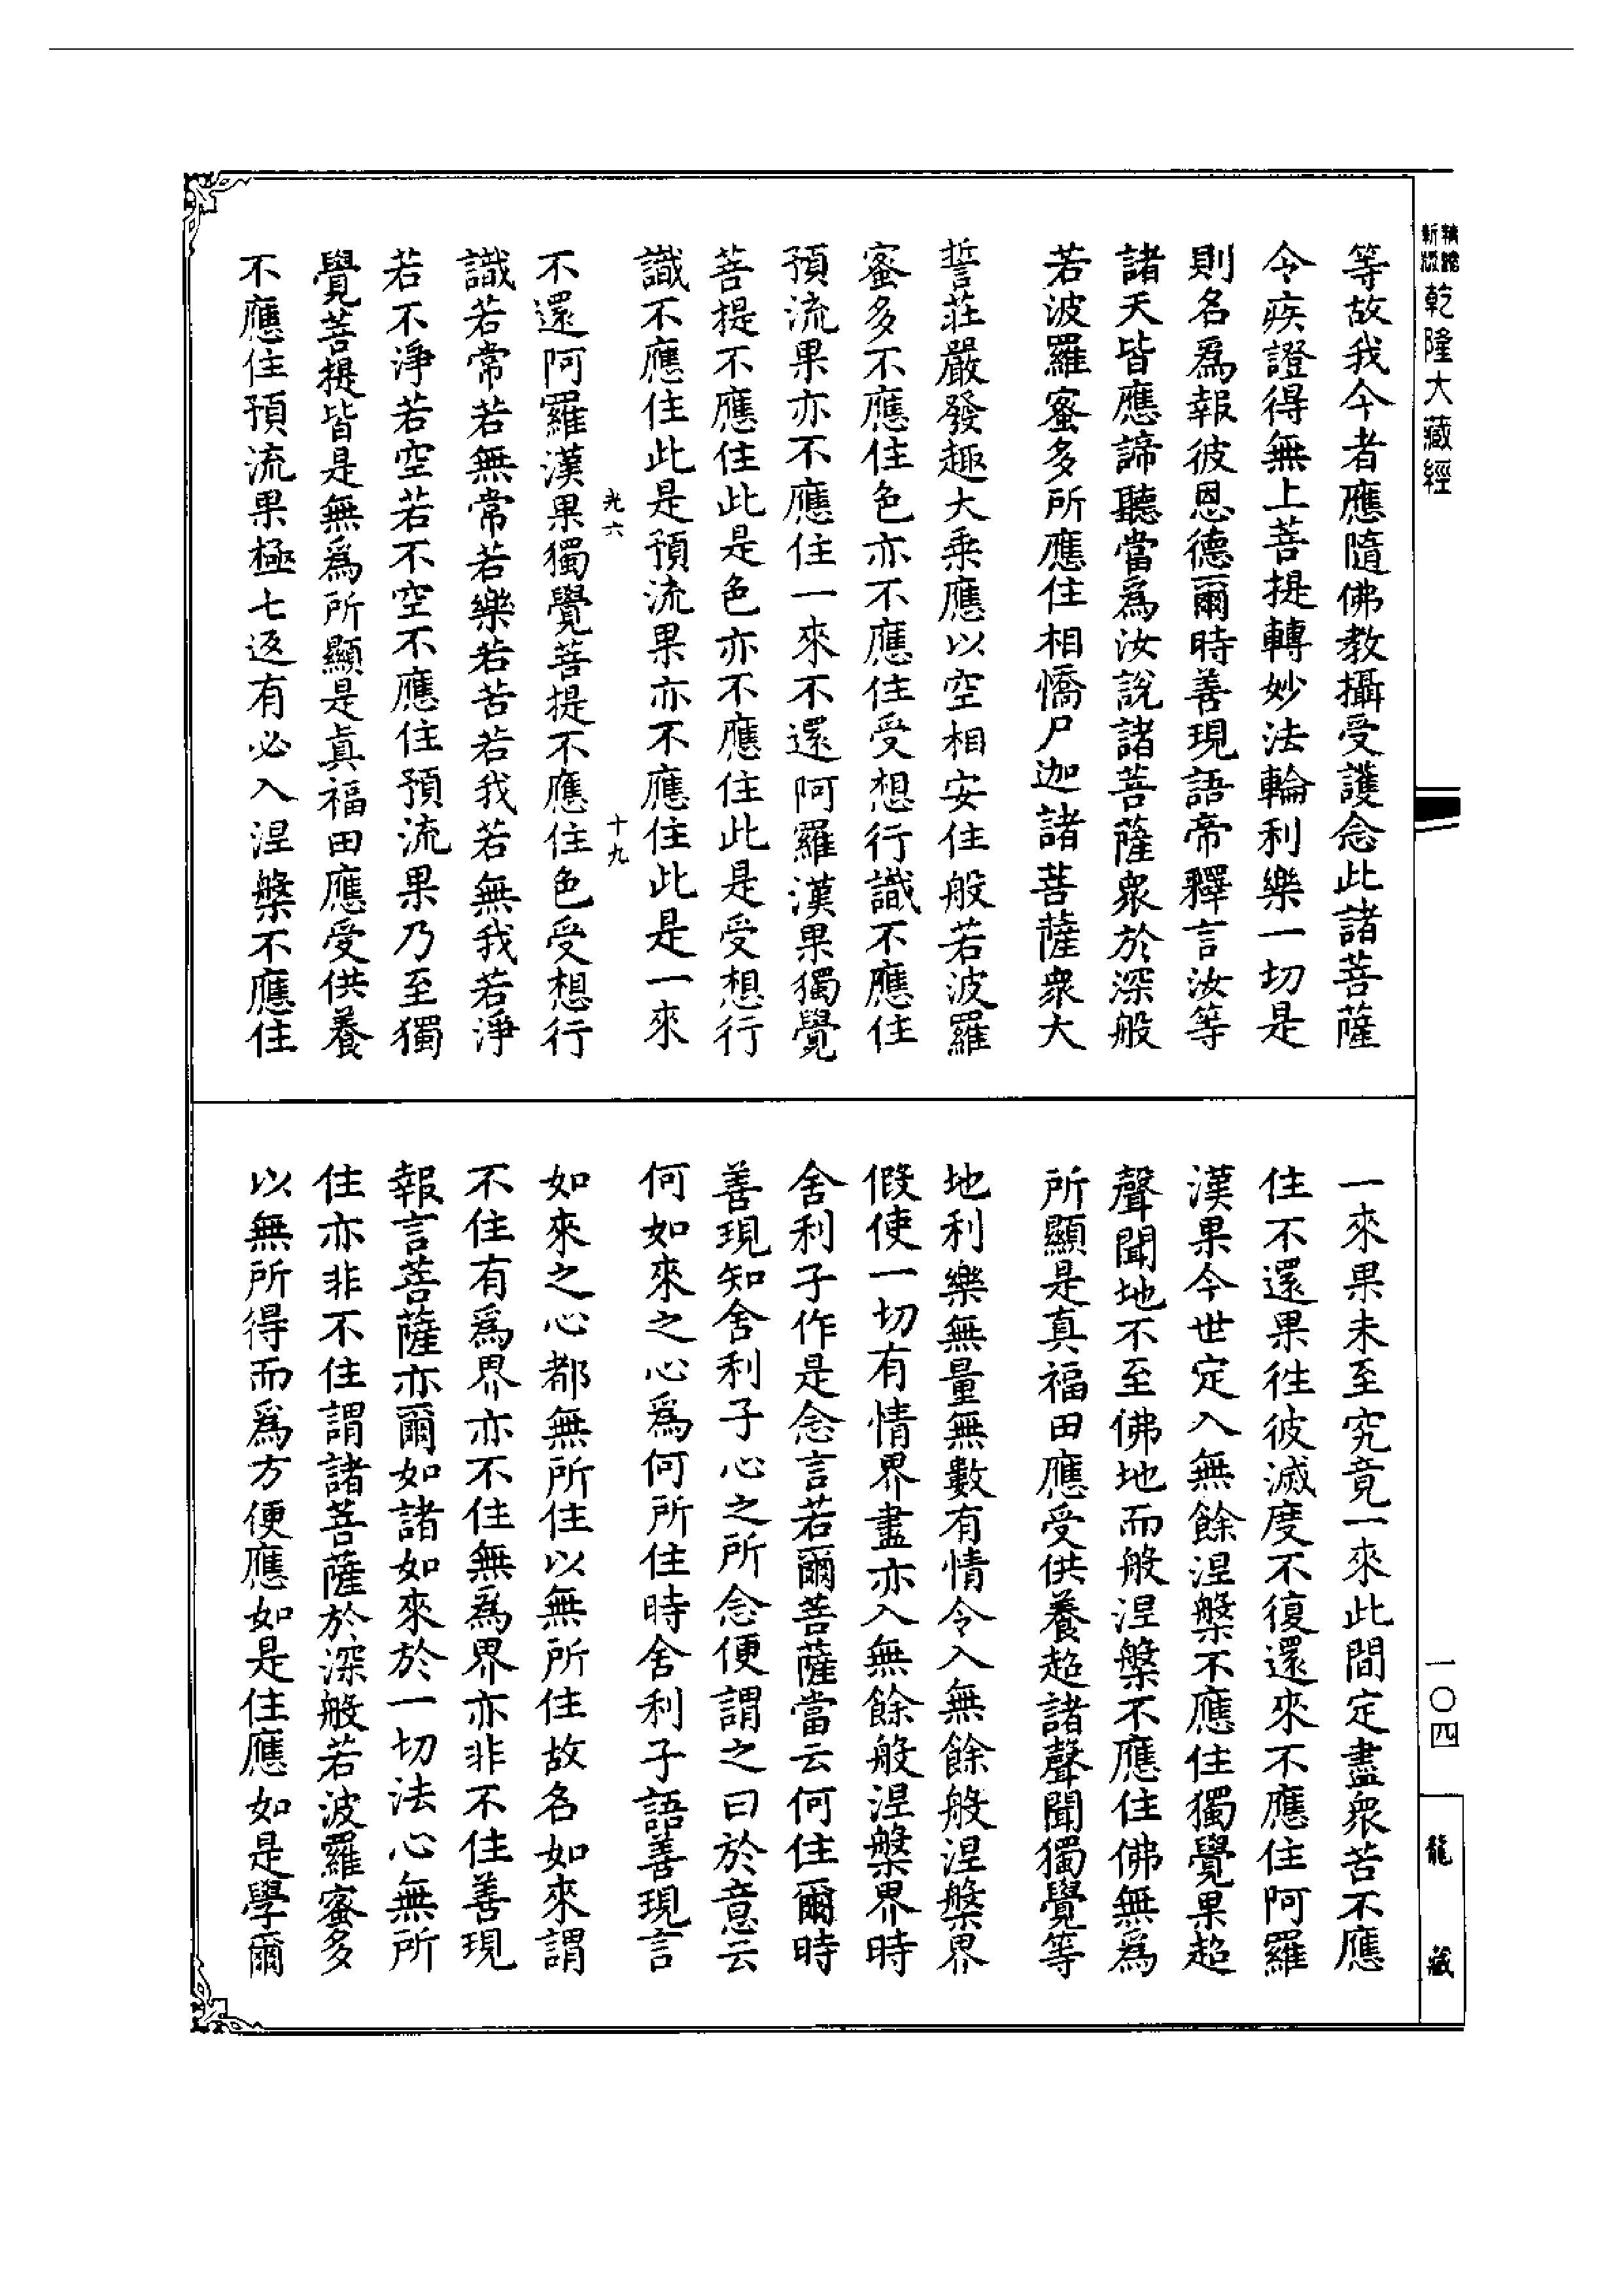 乾隆大藏經
等故我今者應隨佛教攝受護念此諸菩薩
令疾證得無上菩提轉妙法輪利樂一切是
則名爲報彼恩德爾時善現語帝釋言汝等
諸天皆應諦聽當爲汝說諸菩薩衆於深般
若波羅蜜多所應住相憍尸迦諸菩薩衆大
誓莊嚴發趣大乘應以空相安住般若波羅
蜜多不應住色亦不應住受想行識不應住
預流果亦不應住一來不還阿羅漢果獨覺
菩提不應住此是色亦不應住此是受想行
識不應住此是預流果亦不應住此是一來
光六 十九
不還阿羅漢果獨覺菩提不應住色受想行
識若常若無常若樂若苦若我若無我若淨
若不淨若空若不空不應住預流果乃至獨
覺菩提皆是無爲所顯是真福田應受供養
不應住預流果極七返有必入涅槃不應住
一來果未至究竟一來此間定盡衆苦不應
住不還果往彼滅度不復還來不應住阿羅
漢果今世定入無餘涅槃不應住獨覺果超
聲聞地不至佛地而般涅槃不應住佛無爲
所顯是真福田應受供養超諸聲聞獨覺等
地利樂無量無數有情令入無餘般涅槃界
假使一切有情界盡亦入無餘般涅槃界時
舍利子作是念言若爾菩薩當云何住爾時
善現知舍利子心之所念便謂之曰於意云
何如來之心爲何所住時舍利子語善現言
如來之心都無所住以無所住故名如來謂
不住有爲界亦不住無爲界亦非不住善現
報言菩薩亦爾如諸如來於一切法心無所
住亦非不住謂諸菩薩於深般若波羅蜜多
以無所得而爲方便應如是住應如是學爾
一〇四
龍藏